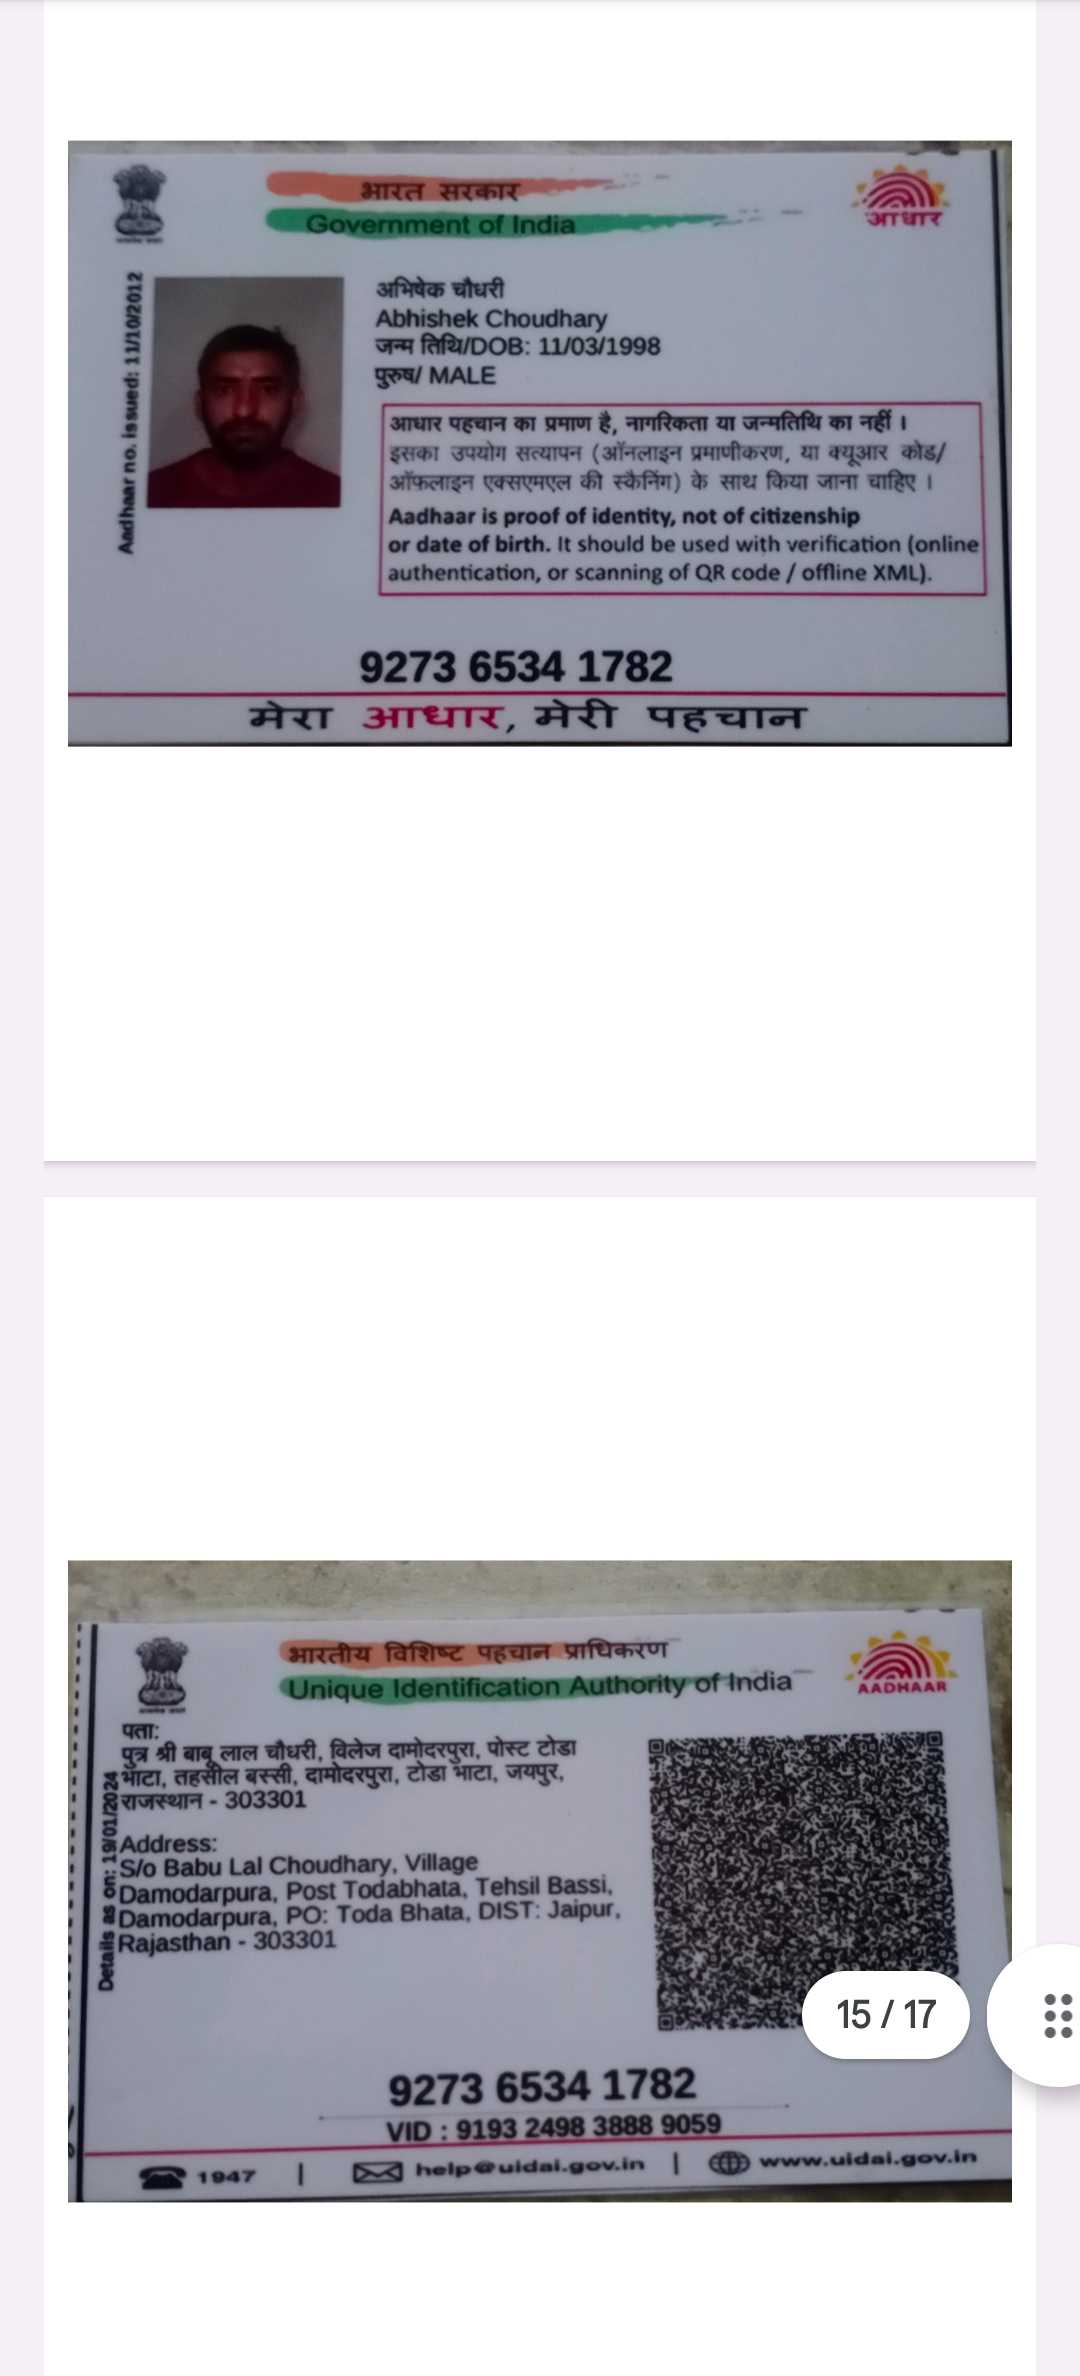 भारत सरकार
Government of India
आधार
Aadhaar no. issued: 11/10/2012
अभिषेक चौधरी
Abhishek Choudhary
जन्म तिथि/DOB: 11/03/1998
पुरुष/ MALE
आधार पहचान का प्रमाण है, नागरिकता या जन्मतिथि का नहीं ।
इसका उपयोग सत्यापन (ऑनलाइन प्रमाणीकरण, या क्यूआर कोड/
ऑफलाइन एक्सएमएल की स्कैनिंग) के साथ किया जाना चाहिए ।
Aadhaar is proof of identity, not of citizenship
or date of birth. It should be used with verification (online
authentication, or scanning of QR code / offline XML).
9273 6534 1782
मेरा आधार, मेरी पहचान
भारतीय विशिष्ट पहचान प्राधिकरण
Unique Identification Authority of India
AADHAAR
Details as on: 19/01/2024
पता:
पुत्र श्री बाबू लाल चौधरी, विलेज दामोदरपुरा, पोस्ट टोडा
भाटा, तहसील बस्सी, दामोदरपुरा, टोडा भाटा, जयपुर,
राजस्थान - 303301
Address:
S/o Babu Lal Choudhary, Village
Damodarpura, Post Todabhata, Tehsil Bassi,
Damodarpura, PO: Toda Bhata, DIST: Jaipur,
Rajasthan - 303301
15 / 17
9273 6534 1782
VID : 9193 2498 3888 9059
1947 | help@uidai.gov.in | www.uidai.gov.in